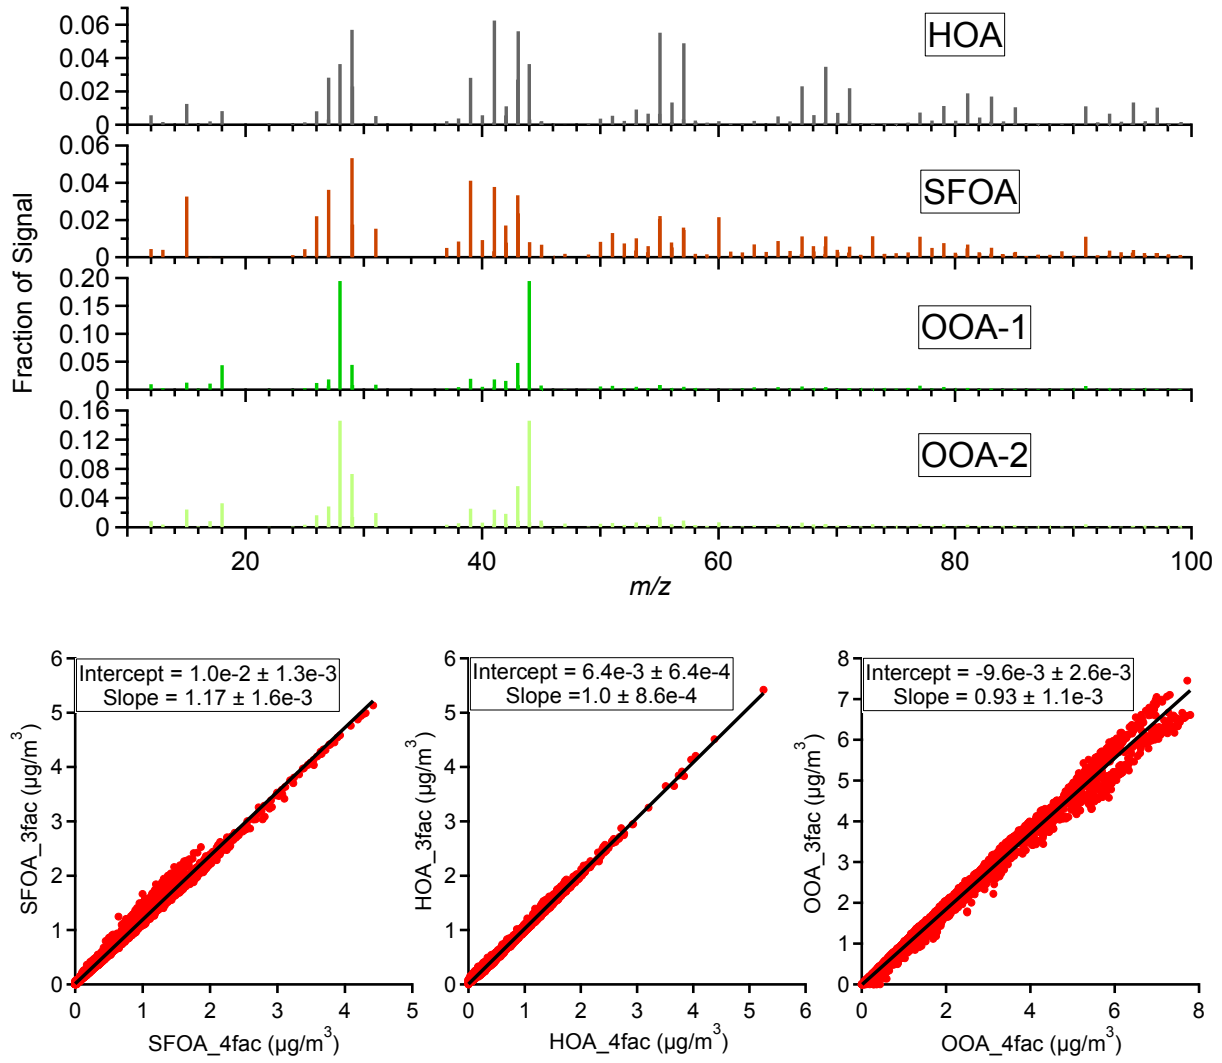 0.06
0.04
0.02
0
HOA
0.06
0.04
0.02
0
SFOA
0.20
0.15
0.10
0.05
0
OOA-1
0.16
0.12
0.08
0.04
0
OOA-2
Fraction of Signal
20 40 60 80 100
m/z
Intercept = 1.0e-2 ± 1.3e-3
Slope = 1.17 ± 1.6e-3
6
5
4
3
2
1
0
SFOA_3fac (µg/m³)
0 1 2 3 4 5
SFOA_4fac (µg/m³)
Intercept = 6.4e-3 ± 6.4e-4
Slope =1.0 ± 8.6e-4
6
5
4
3
2
1
0
HOA_3fac (µg/m³)
0 1 2 3 4 5 6
HOA_4fac (µg/m³)
Intercept = -9.6e-3 ± 2.6e-3
Slope = 0.93 ± 1.1e-3
8
7
6
5
4
3
2
1
0
OOA_3fac (µg/m³)
0 2 4 6 8
OOA_4fac (µg/m³)